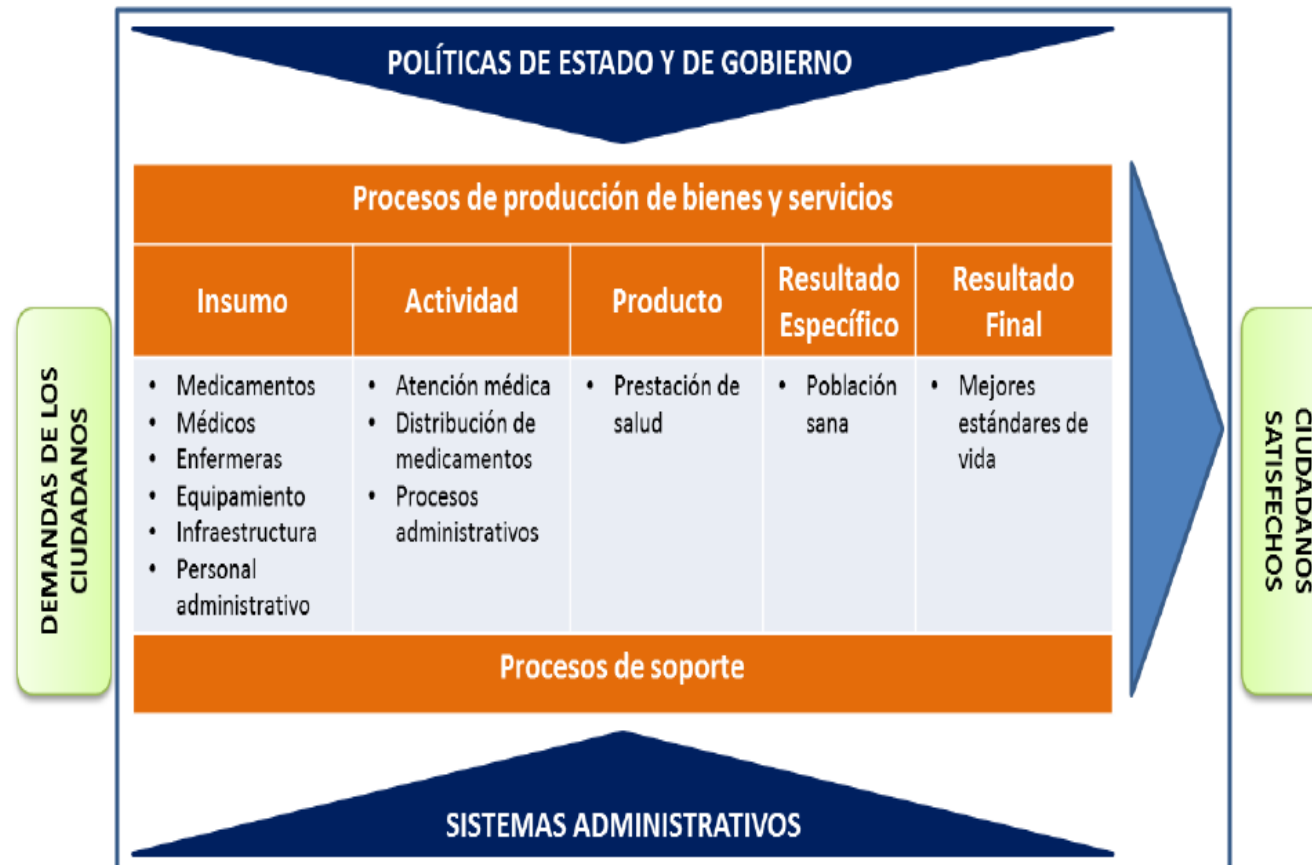 POLÍTICAS DE ESTADO Y DE GOBIERNO
DEMANDAS DE LOS
CIUDADANOS
Procesos de producción de bienes y servicios
Insumo
Actividad
Producto
Resultado
Específico
Resultado
Final
• Medicamentos
• Médicos
• Enfermeras
• Equipamiento
• Infraestructura
• Personal
administrativo
• Atención médica
• Distribución de
medicamentos
• Procesos
administrativos
• Prestación de
salud
• Población
sana
• Mejores
estándares de
vida
Procesos de soporte
SISTEMAS ADMINISTRATIVOS
CIUDADANOS
SATISFECHOS